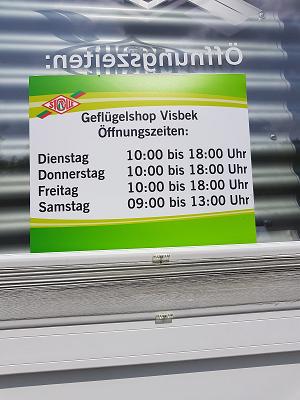 Öffnungszeiten:
Geflügelshop Visbek
Öffnungszeiten:
Dienstag 10:00 bis 18:00 Uhr
Donnerstag 10:00 bis 18:00 Uhr
Freitag 10:00 bis 18:00 Uhr
Samstag 09:00 bis 13:00 Uhr